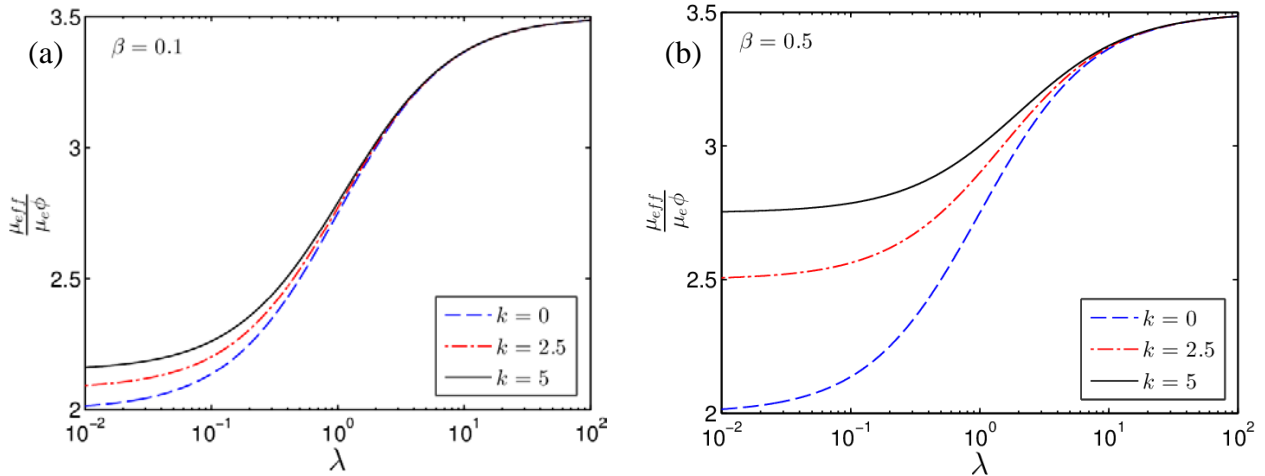 (a)
β = 0.1
3.5
3
2.5
2
μ_eff / μ_e ϕ
10^-2 10^-1 10^0 10^1 10^2
λ
k = 0
k = 2.5
k = 5
(b)
β = 0.5
3.5
3
2.5
2
μ_eff / μ_e ϕ
10^-2 10^-1 10^0 10^1 10^2
λ
k = 0
k = 2.5
k = 5